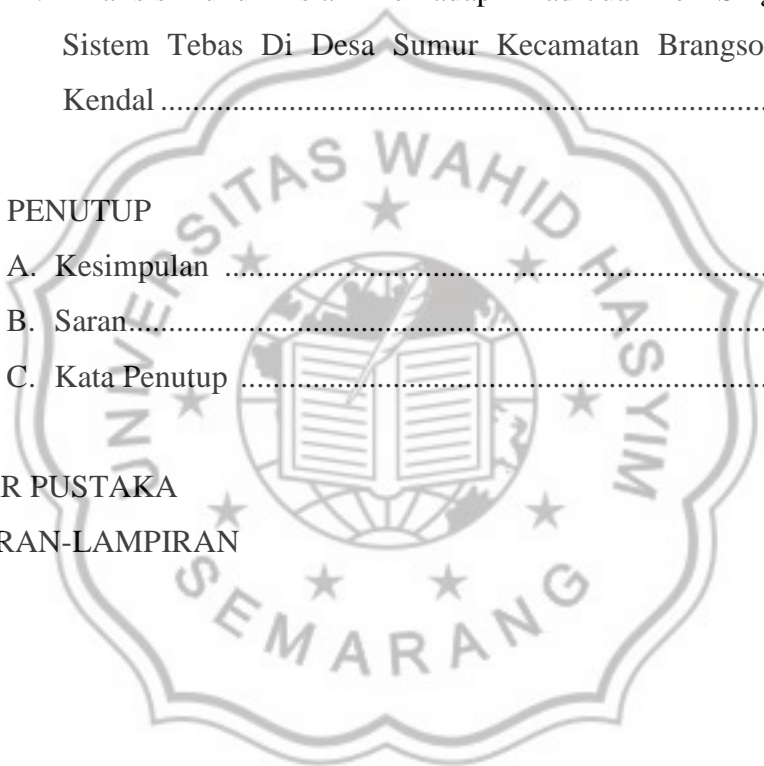 Sistem Tebas Di Desa Sumur Kecamatan Brangso
Kendal ..........................................................................
PENUTUP
A. Kesimpulan ..................................................................
B. Saran..............................................................................
C. Kata Penutup ................................................................
R PUSTAKA
RAN-LAMPIRAN
UNIVERSITAS WAHID HASYIM
SEMARANG